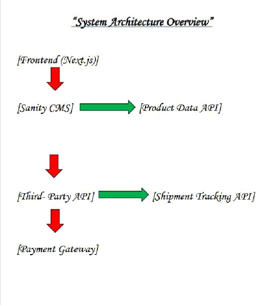 "System Architecture Overview"
[Frontend (Next.js)]
[Sanity CMS] [Product Data API]
[Third- Party API] [Shipment Tracking API]
[Payment Gateway]